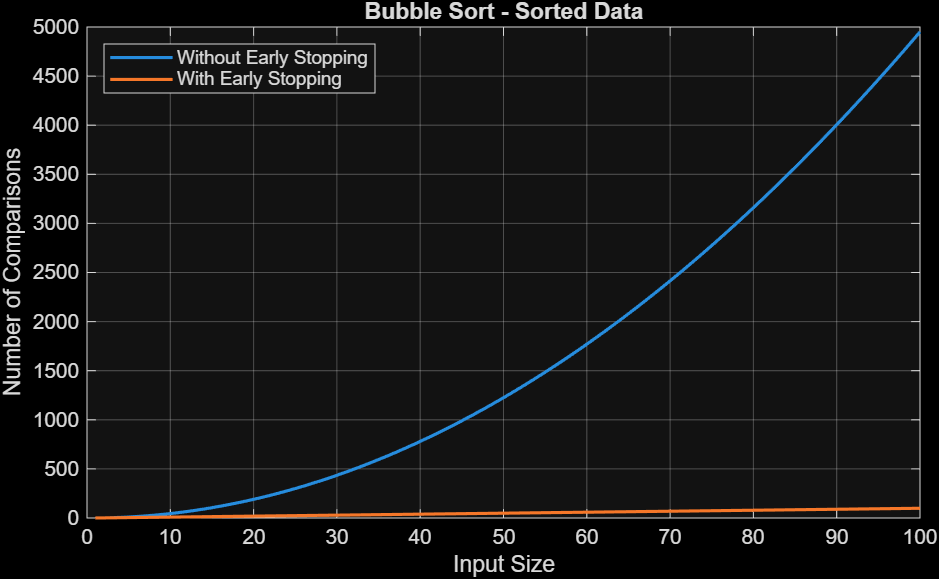 Bubble Sort - Sorted Data
Without Early Stopping
With Early Stopping
Number of Comparisons
5000
4500
4000
3500
3000
2500
2000
1500
1000
500
0
0 10 20 30 40 50 60 70 80 90 100
Input Size